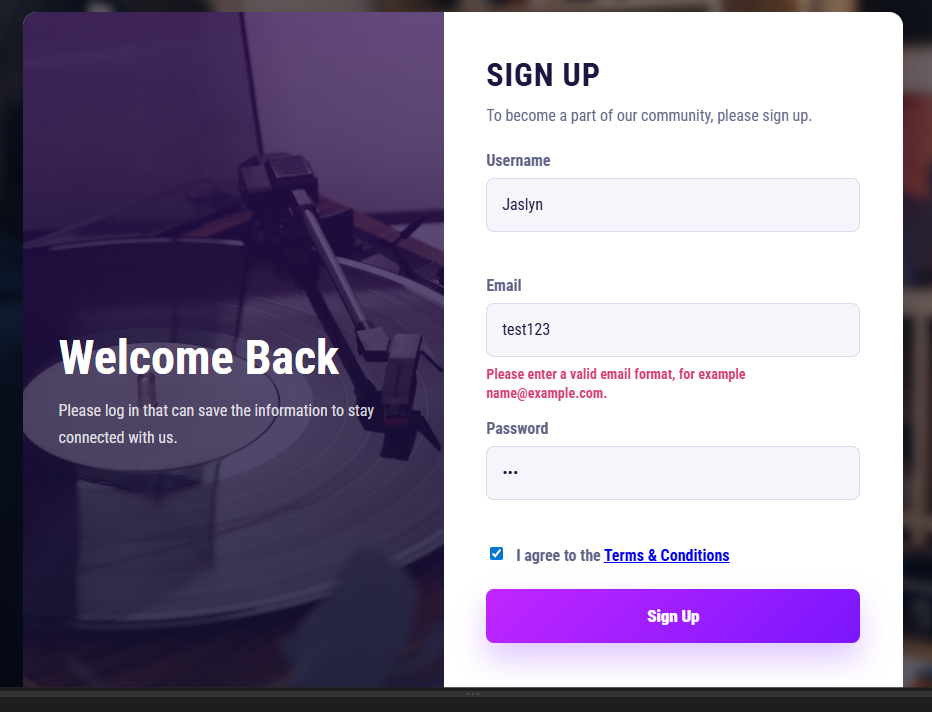 Welcome Back
Please log in that can save the information to stay
connected with us.
SIGN UP
To become a part of our community, please sign up.
Username
Jaslyn
Email
test123
Please enter a valid email format, for example
name@example.com.
Password
•••
I agree to the Terms & Conditions
Sign Up